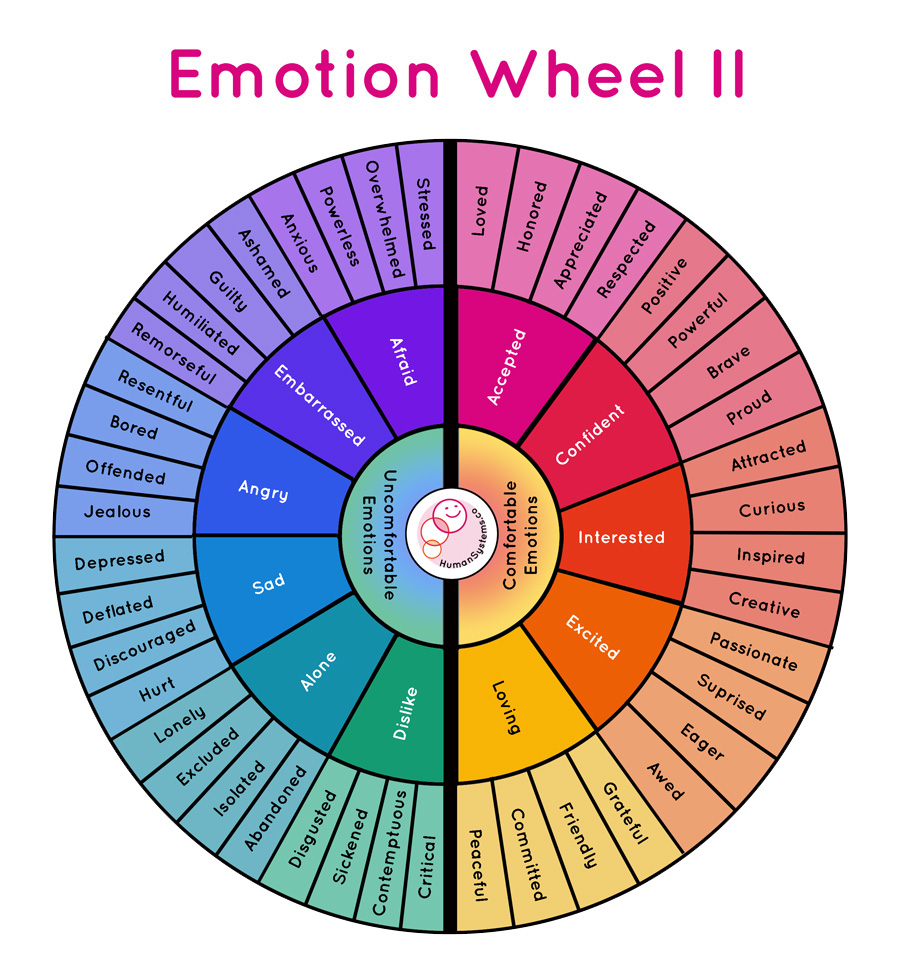 Emotion Wheel II
Loved
Honored
Appreciated
Respected
Positive
Powerful
Brave
Proud
Attracted
Curious
Inspired
Creative
Passionate
Suprised
Eager
Awed
Grateful
Friendly
Committed
Peaceful
Critical
Contemptuous
Sickened
Disgusted
Abandoned
Isolated
Excluded
Lonely
Hurt
Discouraged
Deflated
Depressed
Jealous
Offended
Bored
Resentful
Remorseful
Humiliated
Guilty
Ashamed
Anxious
Powerless
Overwhelmed
Stressed
Accepted
Confident
Interested
Excited
Loving
Dislike
Alone
Sad
Angry
Embarrassed
Afraid
Uncomfortable
Emotions
Comfortable
Emotions
HumanSystems.co